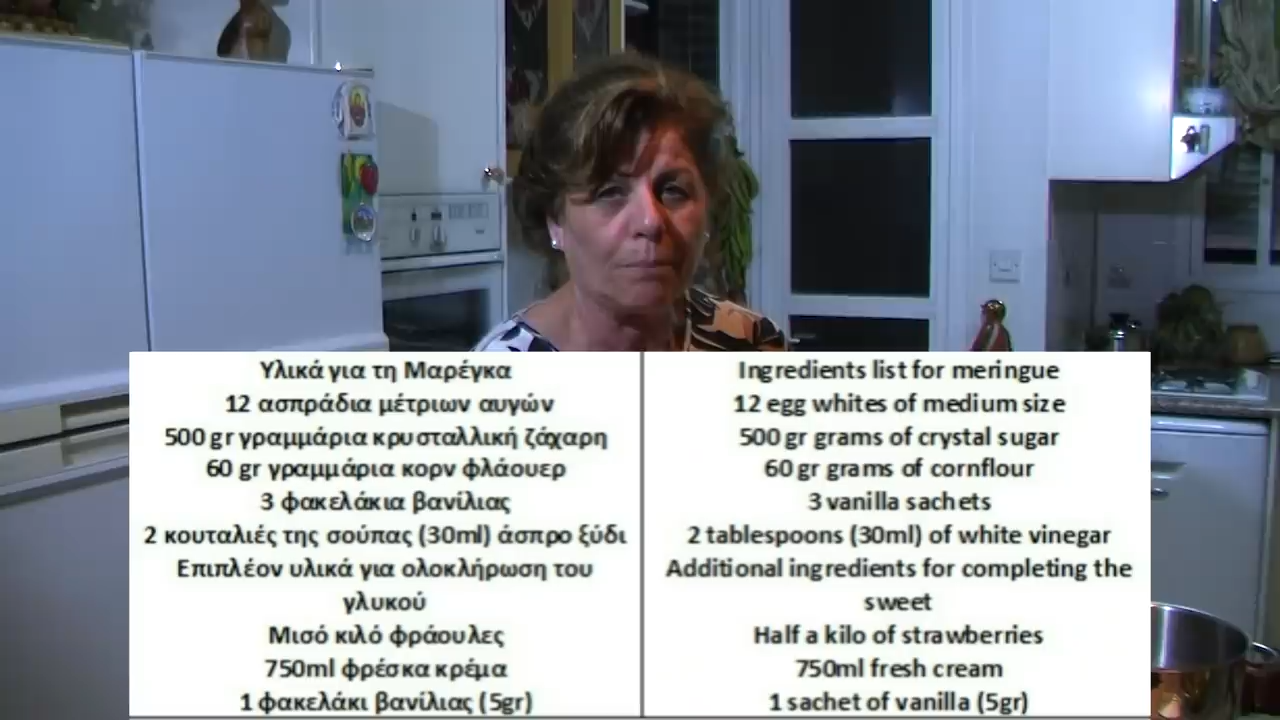 Υλικά για τη Μαρέγκα
12 ασπράδια μέτριων αυγών
500 gr γραμμάρια κρυσταλλική ζάχαρη
60 gr γραμμάρια κορν φλάουερ
3 φακελάκια βανίλιας
2 κουταλιές της σούπας (30ml) άσπρο ξύδι
Επιπλέον υλικά για ολοκλήρωση του
γλυκού
Μισό κιλό φράουλες
750ml φρέσκα κρέμα
1 φακελάκι βανίλιας (5gr)
Ingredients list for meringue
12 egg whites of medium size
500 gr grams of crystal sugar
60 gr grams of cornflour
3 vanilla sachets
2 tablespoons (30ml) of white vinegar
Additional ingredients for completing the
sweet
Half a kilo of strawberries
750ml fresh cream
1 sachet of vanilla (5gr)